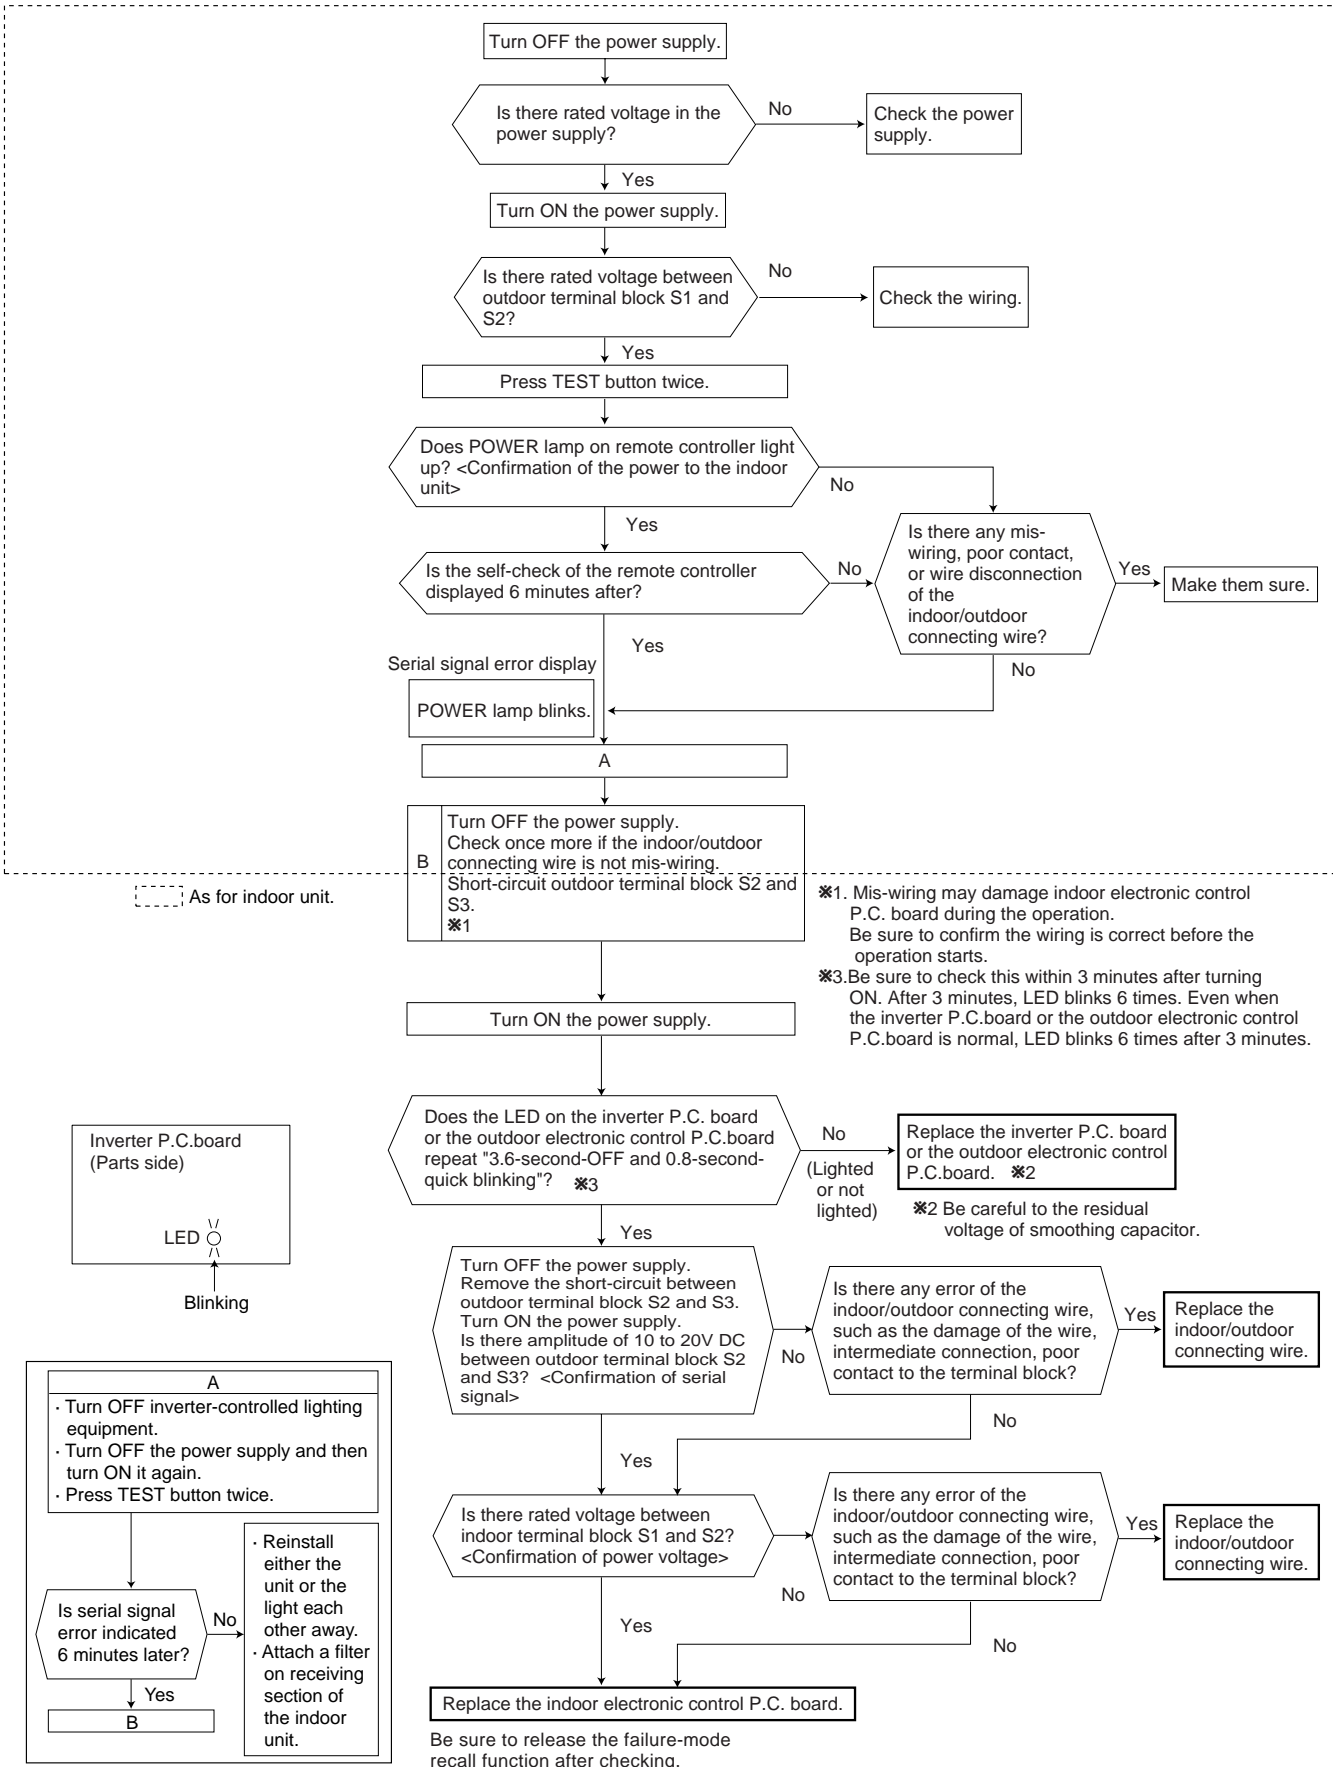 Turn OFF the power supply.
Is there rated voltage in the
power supply?
No
Check the power
supply.
Yes
Turn ON the power supply.
Is there rated voltage between
outdoor terminal block S1 and
S2?
No
Check the wiring.
Yes
Press TEST button twice.
Does POWER lamp on remote controller light
up? <Confirmation of the power to the indoor
unit>
No
Yes
Is the self-check of the remote controller
displayed 6 minutes after?
No
Is there any mis-
wiring, poor contact,
or wire disconnection
of the
indoor/outdoor
connecting wire?
Yes
Make them sure.
Yes
No
Serial signal error display
POWER lamp blinks.
A
B
Turn OFF the power supply.
Check once more if the indoor/outdoor
connecting wire is not mis-wiring.
Short-circuit outdoor terminal block S2 and
S3.
※1
As for indoor unit.
※1. Mis-wiring may damage indoor electronic control
P.C. board during the operation.
Be sure to confirm the wiring is correct before the
operation starts.
※3.Be sure to check this within 3 minutes after turning
ON. After 3 minutes, LED blinks 6 times. Even when
the inverter P.C.board or the outdoor electronic control
P.C.board is normal, LED blinks 6 times after 3 minutes.
Turn ON the power supply.
Does the LED on the inverter P.C. board
or the outdoor electronic control P.C.board
repeat "3.6-second-OFF and 0.8-second-
quick blinking"? ※3
No
(Lighted
or not
lighted)
Replace the inverter P.C. board
or the outdoor electronic control
P.C.board. ※2
※2 Be careful to the residual
voltage of smoothing capacitor.
Yes
Inverter P.C.board
(Parts side)
LED
Blinking
Turn OFF the power supply.
Remove the short-circuit between
outdoor terminal block S2 and S3.
Turn ON the power supply.
Is there amplitude of 10 to 20V DC
between outdoor terminal block S2
and S3? <Confirmation of serial
signal>
No
Is there any error of the
indoor/outdoor connecting wire,
such as the damage of the wire,
intermediate connection, poor
contact to the terminal block?
Yes
Replace the
indoor/outdoor
connecting wire.
No
Yes
Is there rated voltage between
indoor terminal block S1 and S2?
<Confirmation of power voltage>
No
Is there any error of the
indoor/outdoor connecting wire,
such as the damage of the wire,
intermediate connection, poor
contact to the terminal block?
Yes
Replace the
indoor/outdoor
connecting wire.
No
Yes
Replace the indoor electronic control P.C. board.
Be sure to release the failure-mode
recall function after checking.
A
· Turn OFF inverter-controlled lighting
equipment.
· Turn OFF the power supply and then
turn ON it again.
· Press TEST button twice.
Is serial signal
error indicated
6 minutes later?
No
· Reinstall
either the
unit or the
light each
other away.
· Attach a filter
on receiving
section of
the indoor
unit.
Yes
B